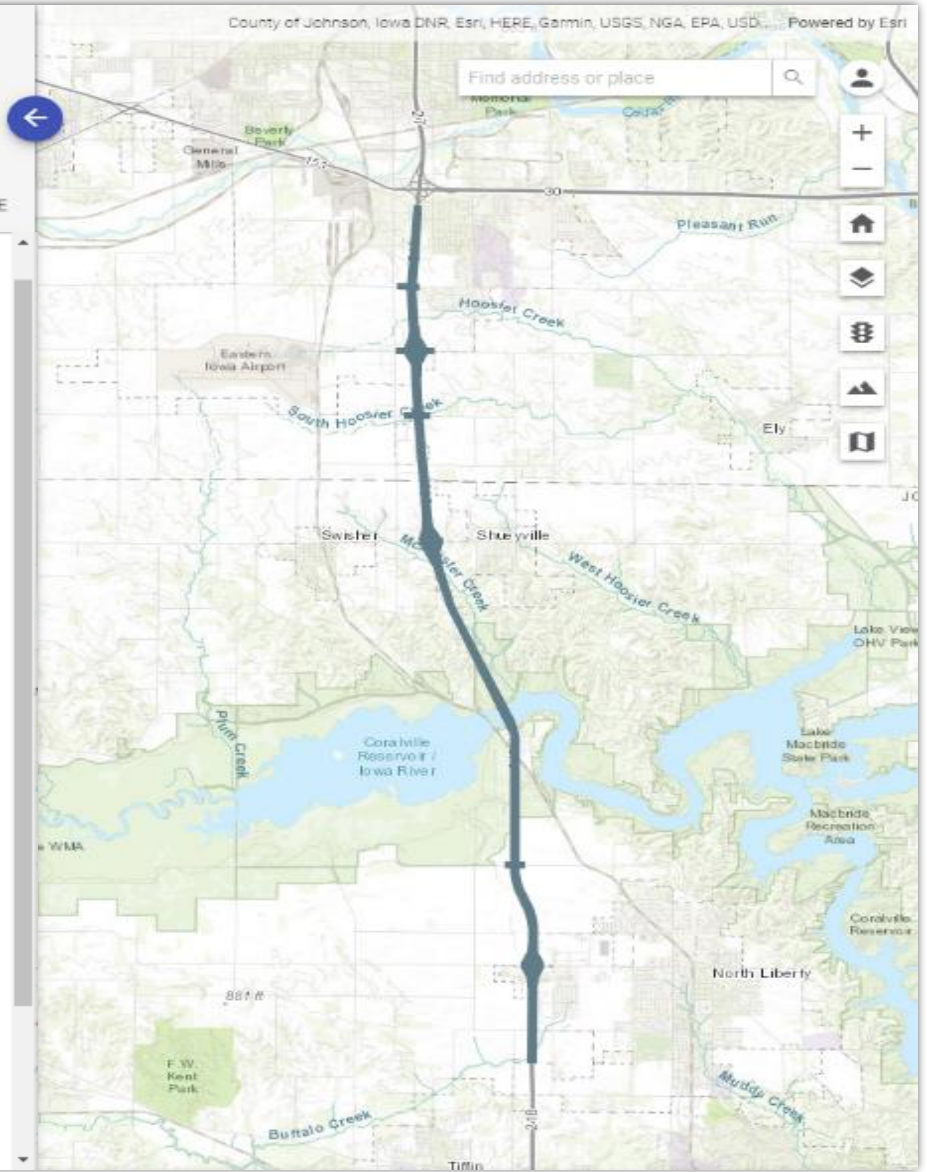 County of Johnson, Iowa DNR, Esri, HERE, Garmin, USGS, NGA, EPA, USD... Powered by Esri
Find address or place
Memorial
Park
Cedar
27
Beverly
Park
General
Mills
30
E
Pleasant Run
Hoosier Creek
Eastern
Iowa Airport
South Hoosier Creek
Ely
JO
Swisher
Shueyville
West Hoosier Creek
Lake View
OHV Park
Plum Creek
Coralville
Reservoir /
Iowa River
Lake
Macbride
State Park
Macbride
Recreation
Area
WMA
Coralville
Reservoir
North Liberty
881 ft
F.W.
Kent
Park
Muddy Creek
Buffalo Creek
Tiffin